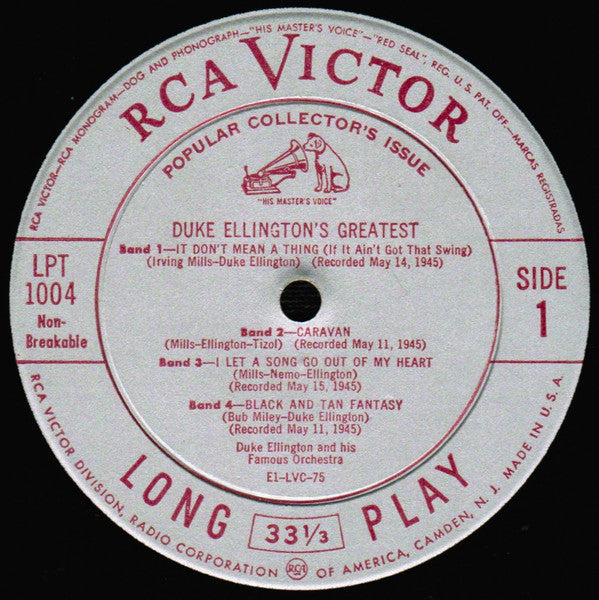 RCA VICTOR—RCA MONOGRAM—DOG AND PHONOGRAPH—"HIS MASTER'S VOICE"—"RED SEAL", REG. U. S. PAT. OFF.—MARCAS REGISTRADAS
RCA VICTOR
POPULAR COLLECTOR'S ISSUE
"HIS MASTER'S VOICE"
DUKE ELLINGTON'S GREATEST
Band 1—IT DON'T MEAN A THING (If It Ain't Got That Swing)
(Irving Mills-Duke Ellington) (Recorded May 14, 1945)
LPT
1004
Non-
Breakable
SIDE
1
Band 2—CARAVAN
(Mills-Ellington-Tizol) (Recorded May 11, 1945)
Band 3—I LET A SONG GO OUT OF MY HEART
(Mills-Nemo-Ellington)
(Recorded May 15, 1945)
Band 4—BLACK AND TAN FANTASY
(Bub Miley-Duke Ellington)
(Recorded May 11, 1945)
Duke Ellington and his
Famous Orchestra
E1-LVC-75
LONG PLAY
33 1/3
RCA VICTOR DIVISION, RADIO CORPORATION RCA OF AMERICA, CAMDEN, N. J. MADE IN U.S.A.